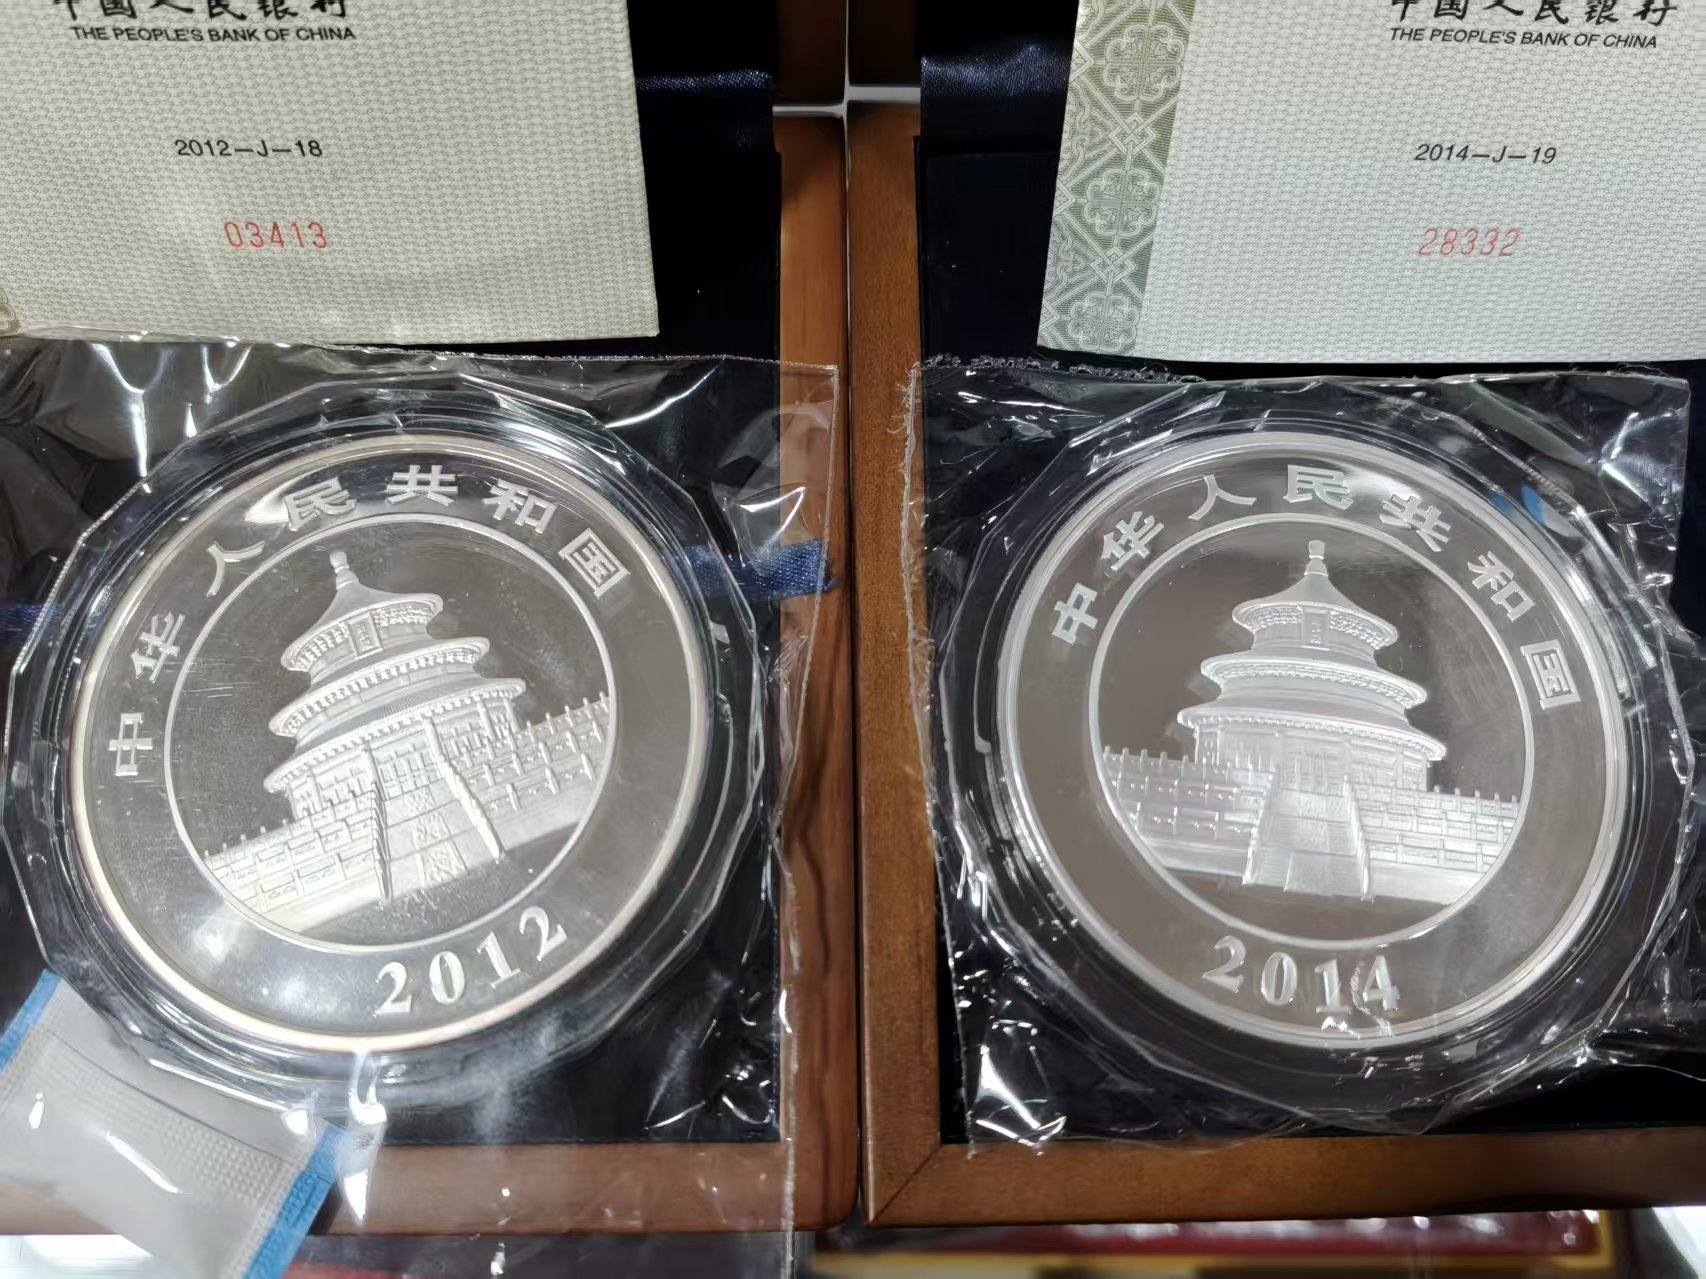 中国人民银行
THE PEOPLE'S BANK OF CHINA
2012—J—18
03413
中华人民共和国
2012
中国人民银行
THE PEOPLE'S BANK OF CHINA
2014—J—19
28332
中华人民共和国
2014